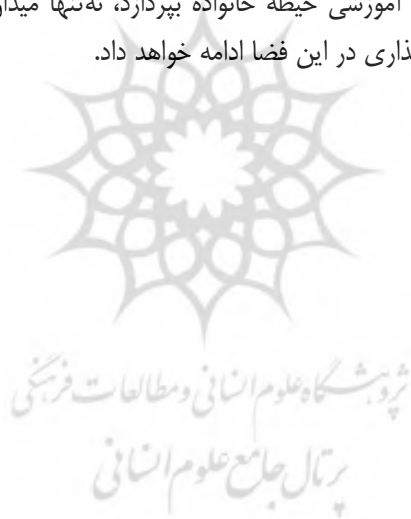 آموزشی حیطه خانواده بپردازد، نه‌تنها میدان
ذاری در این فضا ادامه خواهد داد.
پژوهشگاه علوم انسانی و مطالعات فرهنگی
پرتال جامع علوم انسانی